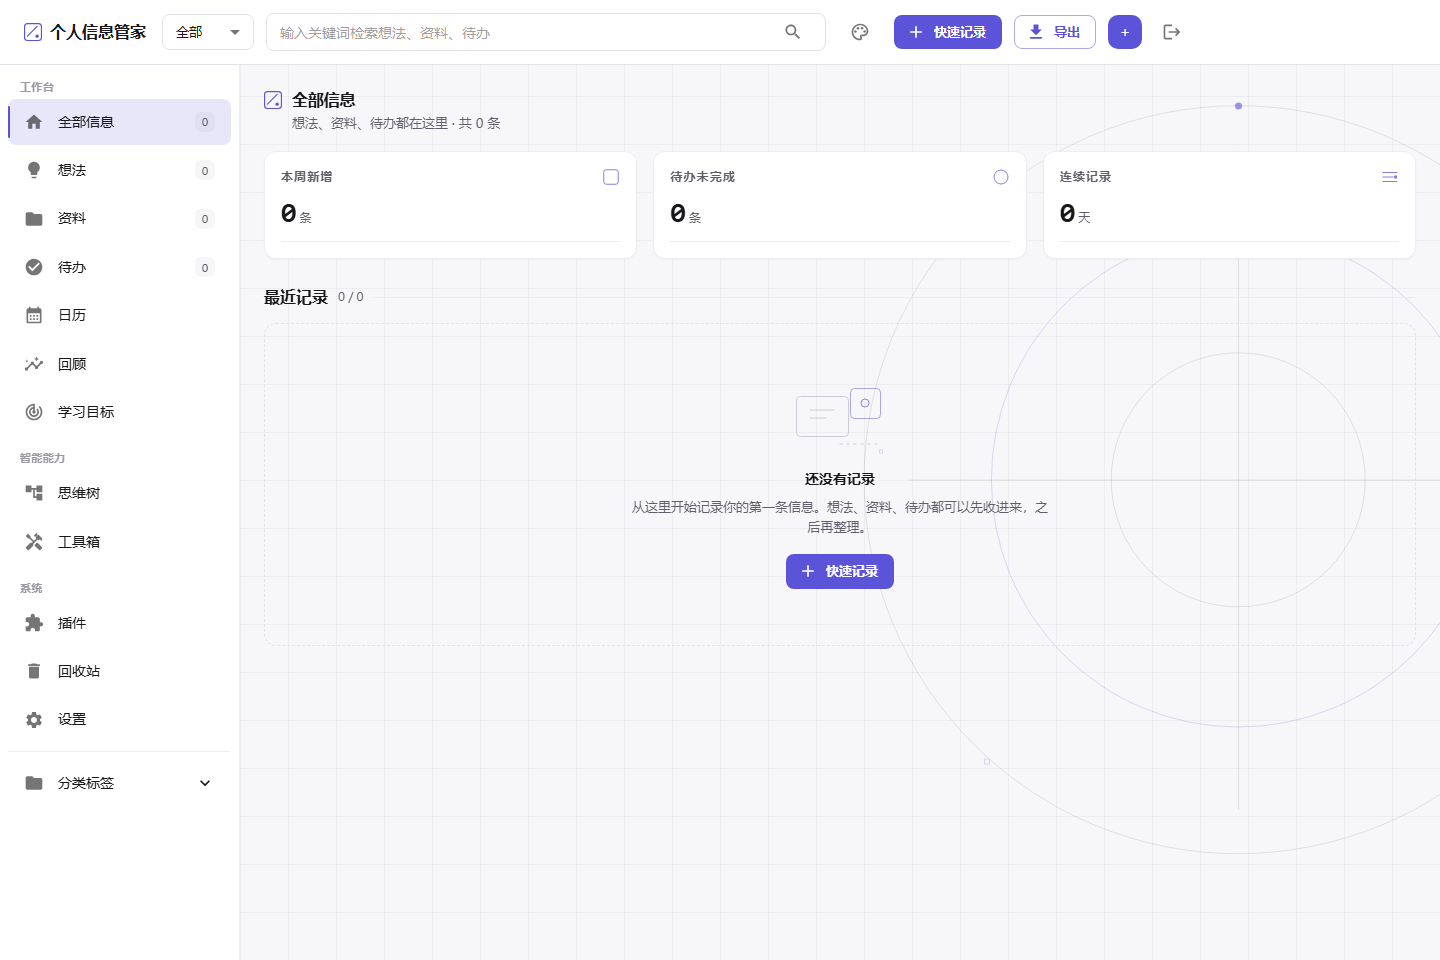 个人信息管家
全部
输入关键词检索想法、资料、待办
快速记录
导出
+
工作台
全部信息 0
想法 0
资料 0
待办 0
日历
回顾
学习目标
智能能力
思维树
工具箱
系统
插件
回收站
设置
分类标签
全部信息
想法、资料、待办都在这里 · 共 0 条
本周新增
0 条
待办未完成
0 条
连续记录
0 天
最近记录 0 / 0
还没有记录
从这里开始记录你的第一条信息。想法、资料、待办都可以先收进来，之
后再整理。
快速记录